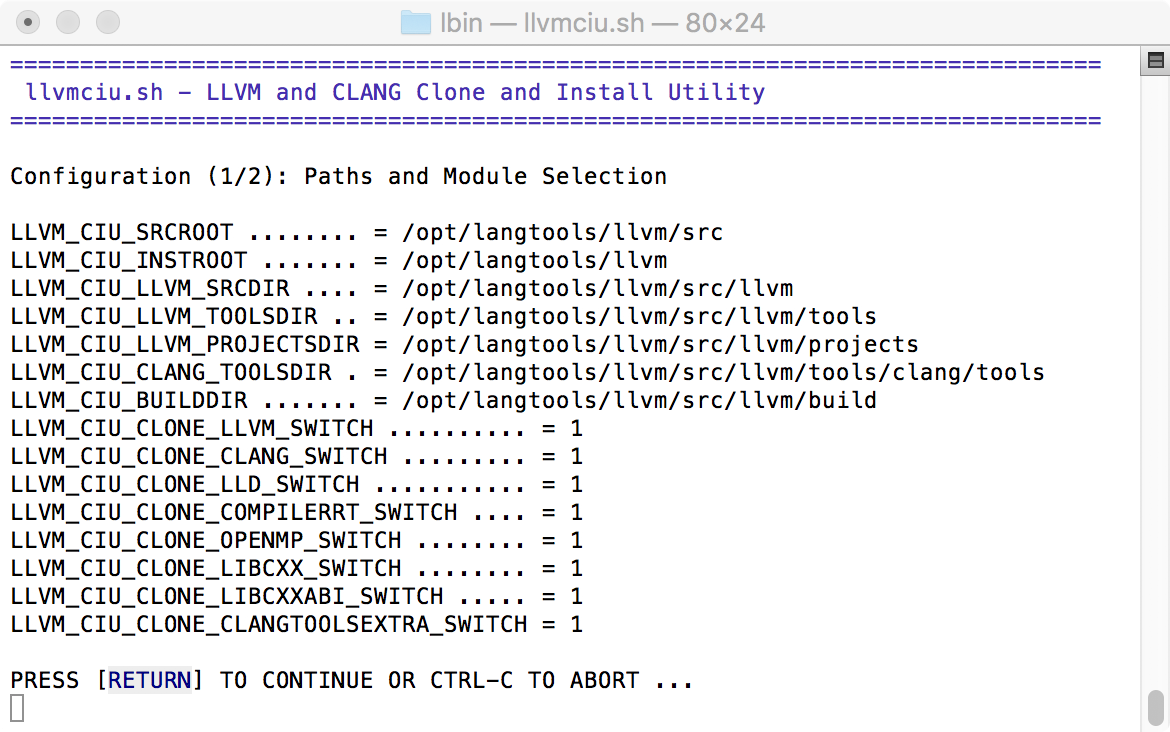 lbin — llvmciu.sh — 80×24
==============================================================================
llvmciu.sh - LLVM and CLANG Clone and Install Utility
==============================================================================
Configuration (1/2): Paths and Module Selection
LLVM_CIU_SRCROOT ........ = /opt/langtools/llvm/src
LLVM_CIU_INSTROOT ....... = /opt/langtools/llvm
LLVM_CIU_LLVM_SRCDIR .... = /opt/langtools/llvm/src/llvm
LLVM_CIU_LLVM_TOOLSDIR .. = /opt/langtools/llvm/src/llvm/tools
LLVM_CIU_LLVM_PROJECTSDIR = /opt/langtools/llvm/src/llvm/projects
LLVM_CIU_CLANG_TOOLSDIR . = /opt/langtools/llvm/src/llvm/tools/clang/tools
LLVM_CIU_BUILDDIR ....... = /opt/langtools/llvm/src/llvm/build
LLVM_CIU_CLONE_LLVM_SWITCH .......... = 1
LLVM_CIU_CLONE_CLANG_SWITCH ......... = 1
LLVM_CIU_CLONE_LLD_SWITCH ........... = 1
LLVM_CIU_CLONE_COMPILERRT_SWITCH .... = 1
LLVM_CIU_CLONE_OPENMP_SWITCH ........ = 1
LLVM_CIU_CLONE_LIBCXX_SWITCH ........ = 1
LLVM_CIU_CLONE_LIBCXXABI_SWITCH ..... = 1
LLVM_CIU_CLONE_CLANGTOOLSEXTRA_SWITCH = 1
PRESS [RETURN] TO CONTINUE OR CTRL-C TO ABORT ...